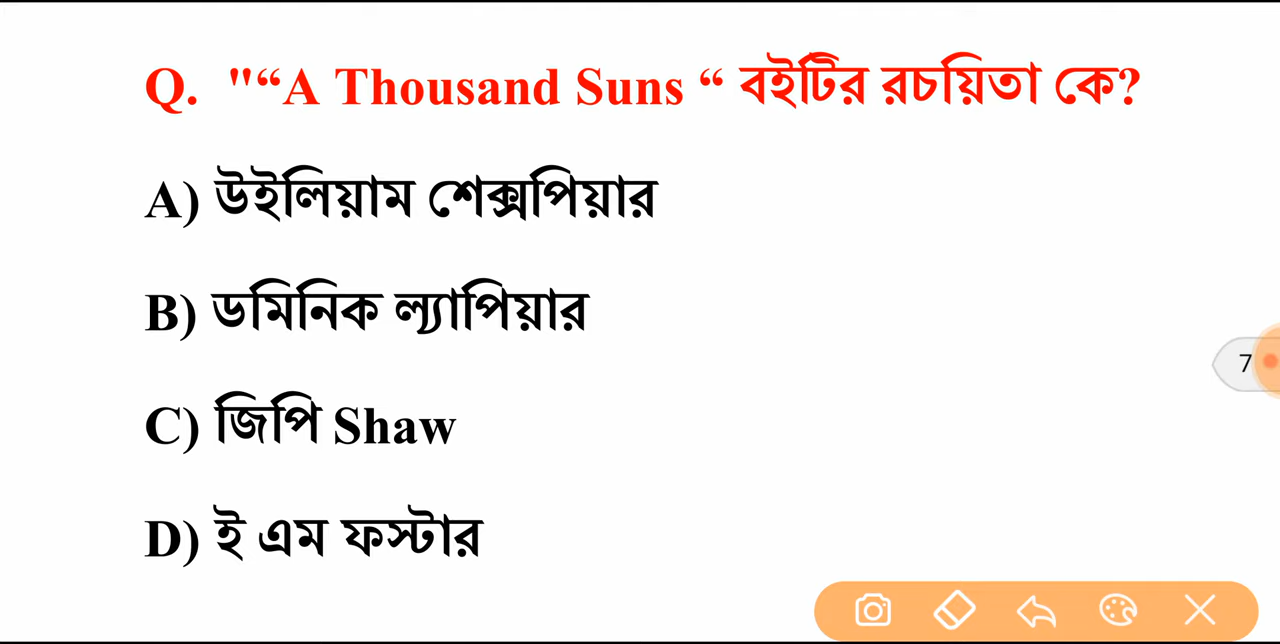 Q. "“A Thousand Suns “ বইটির রচয়িতা কে?
A) উইলিয়াম শেক্সপিয়ার
B) ডমিনিক ল্যাপিয়ার
7
C) জিপি Shaw
D) ই এম ফস্টার